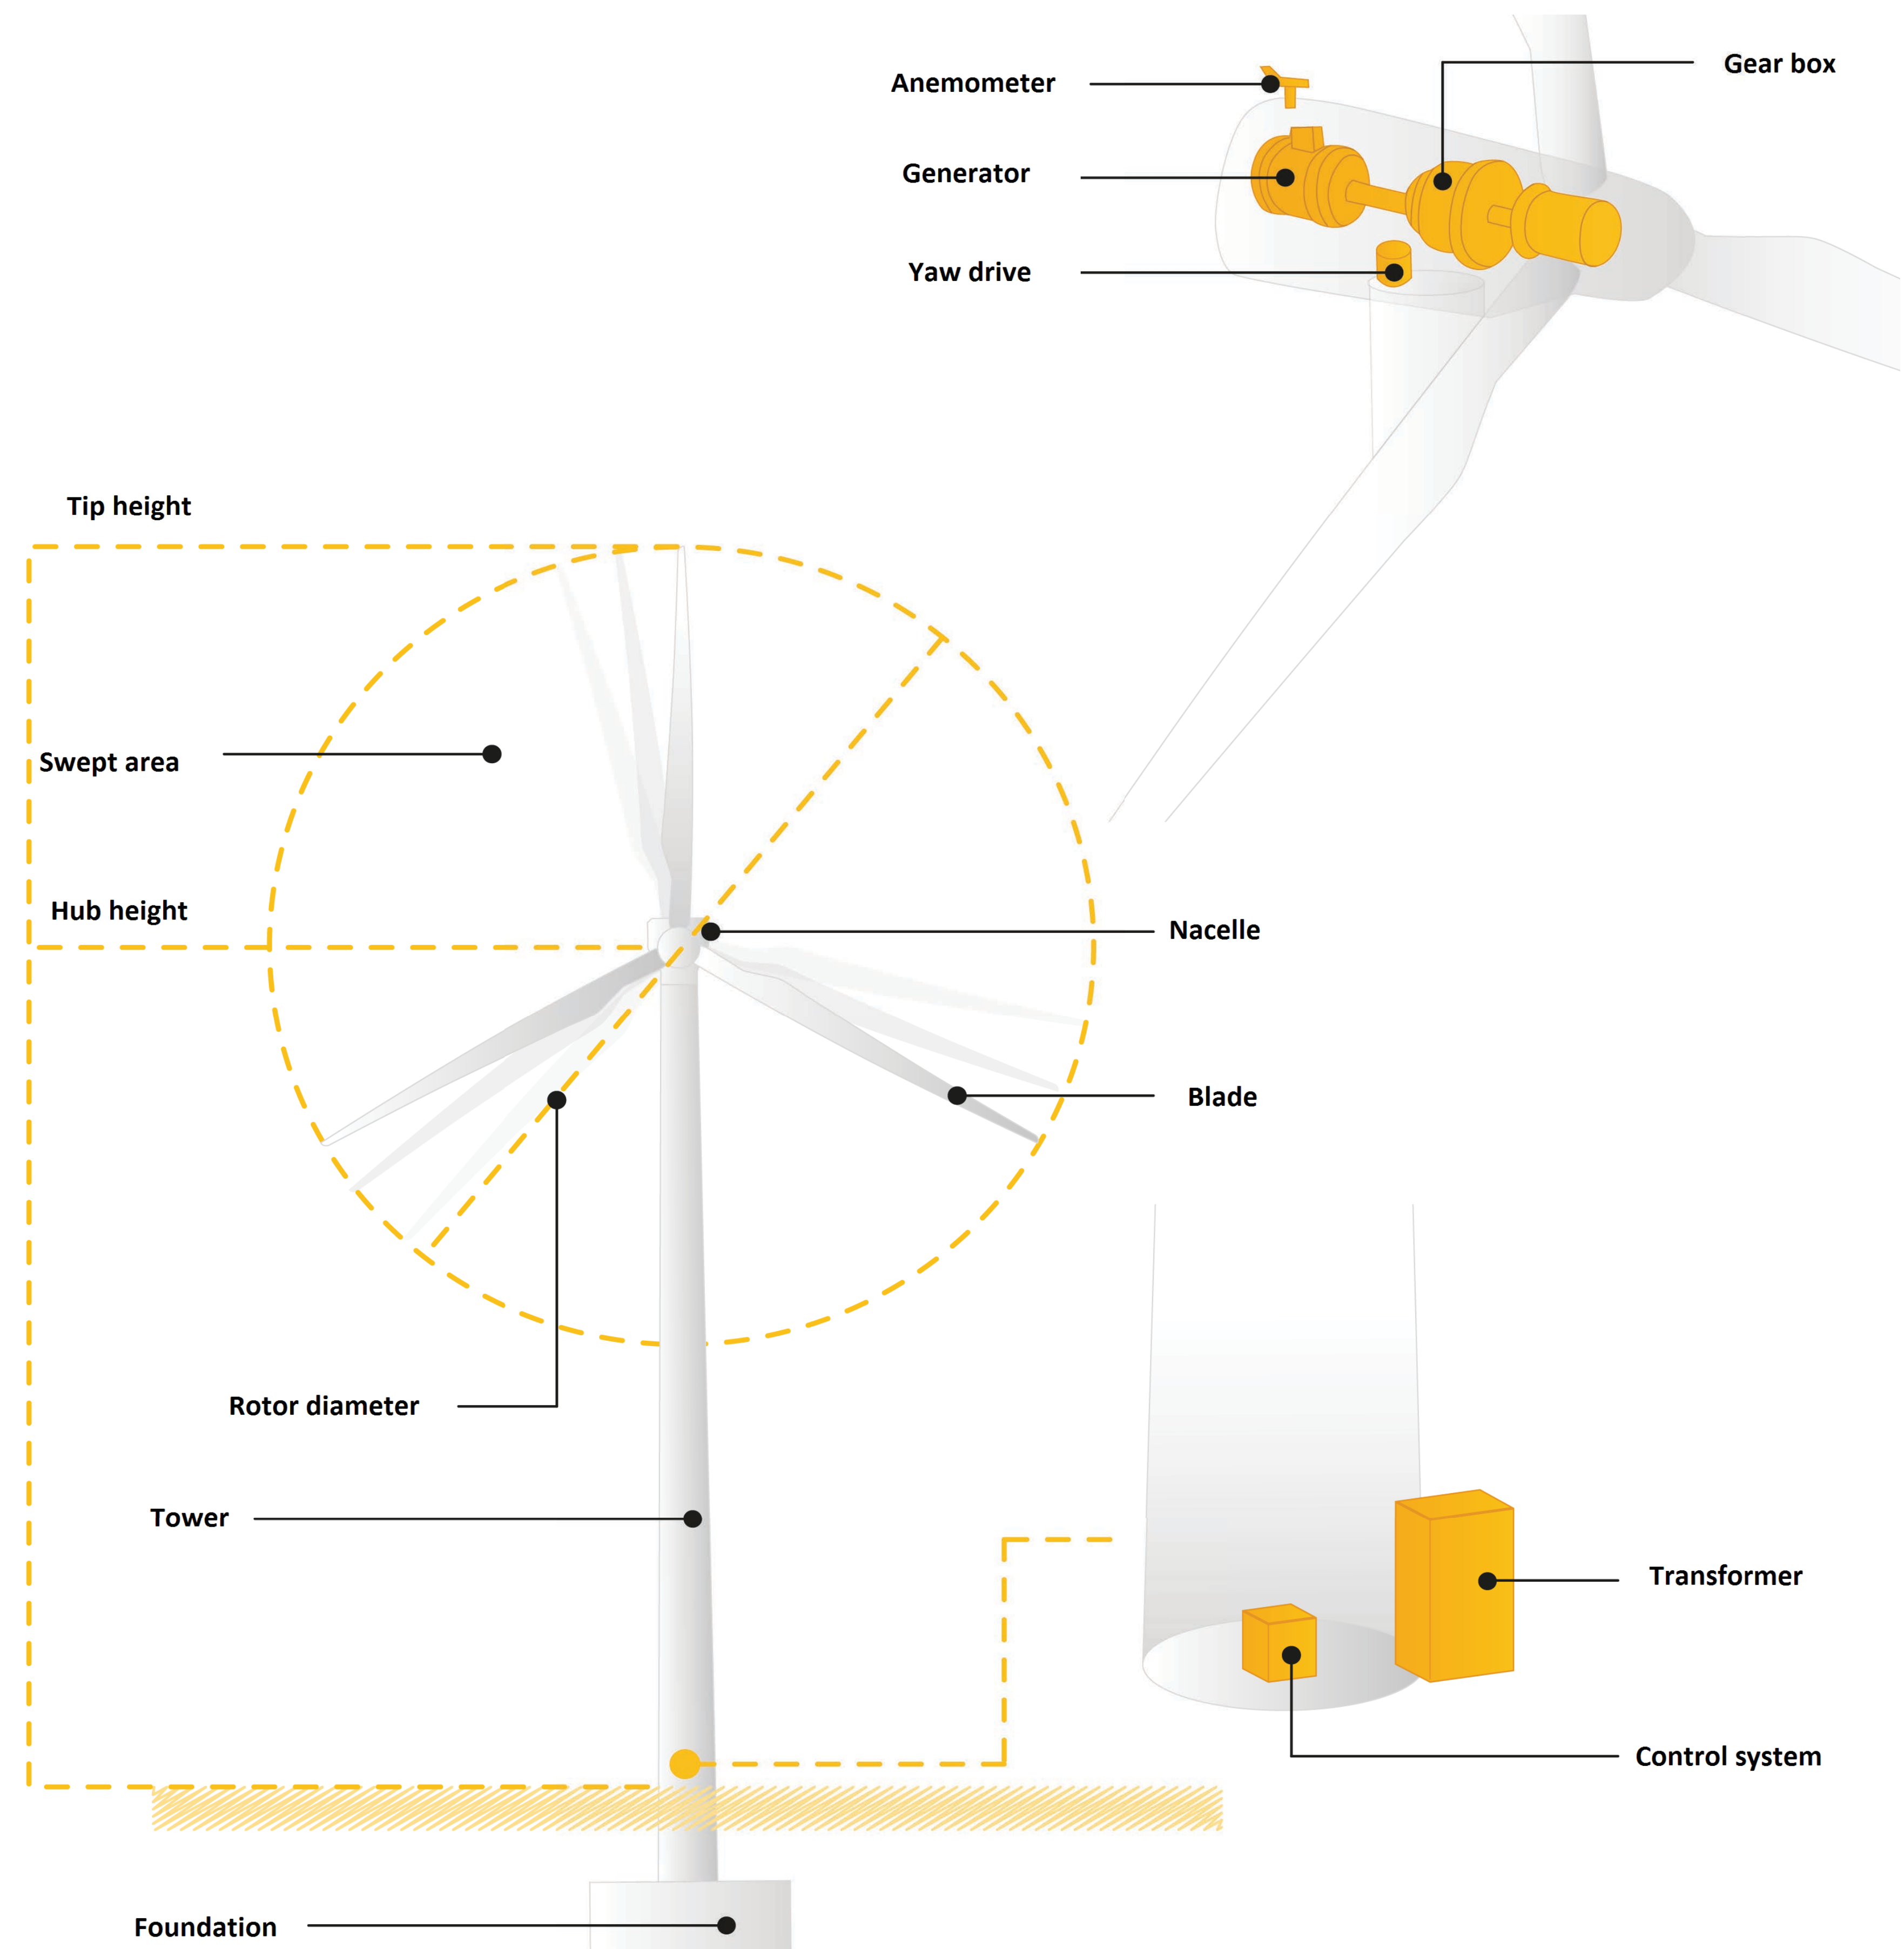 Gear box
Anemometer
Generator
Yaw drive
Tip height
Swept area
Hub height
Nacelle
Blade
Rotor diameter
Tower
Transformer
Control system
Foundation